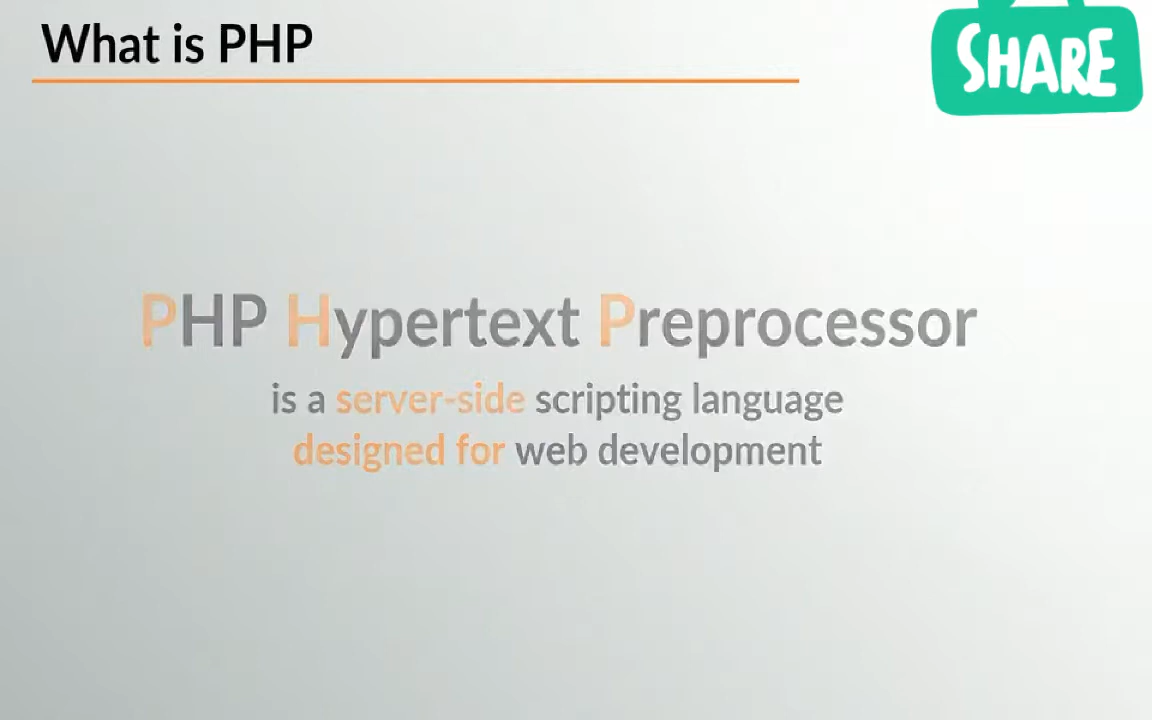 What is PHP
SHARE
PHP Hypertext Preprocessor
is a server-side scripting language
designed for web development